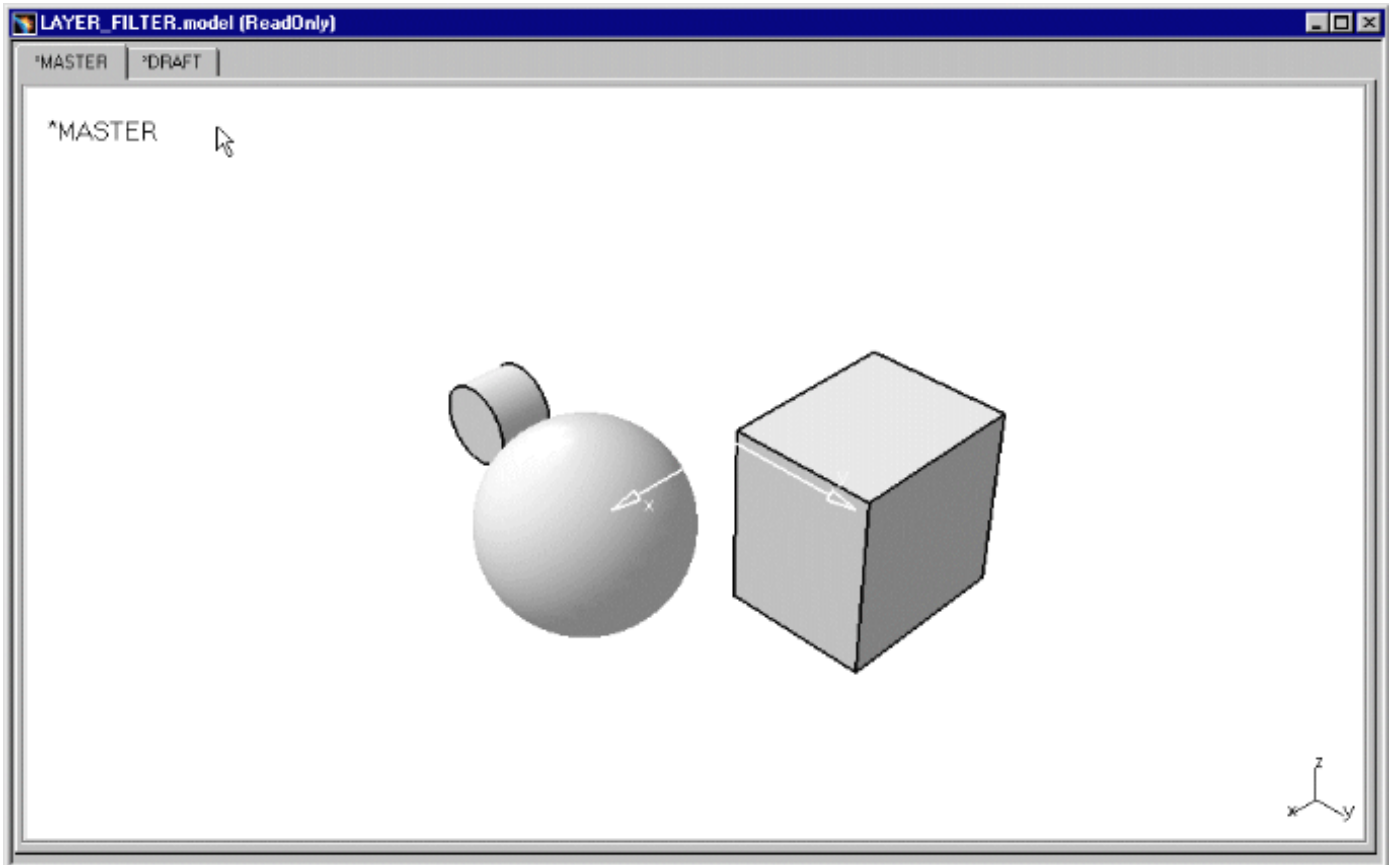 LAYER_FILTER.model (ReadOnly)
*MASTER *DRAFT
*MASTER
x y
z
x y